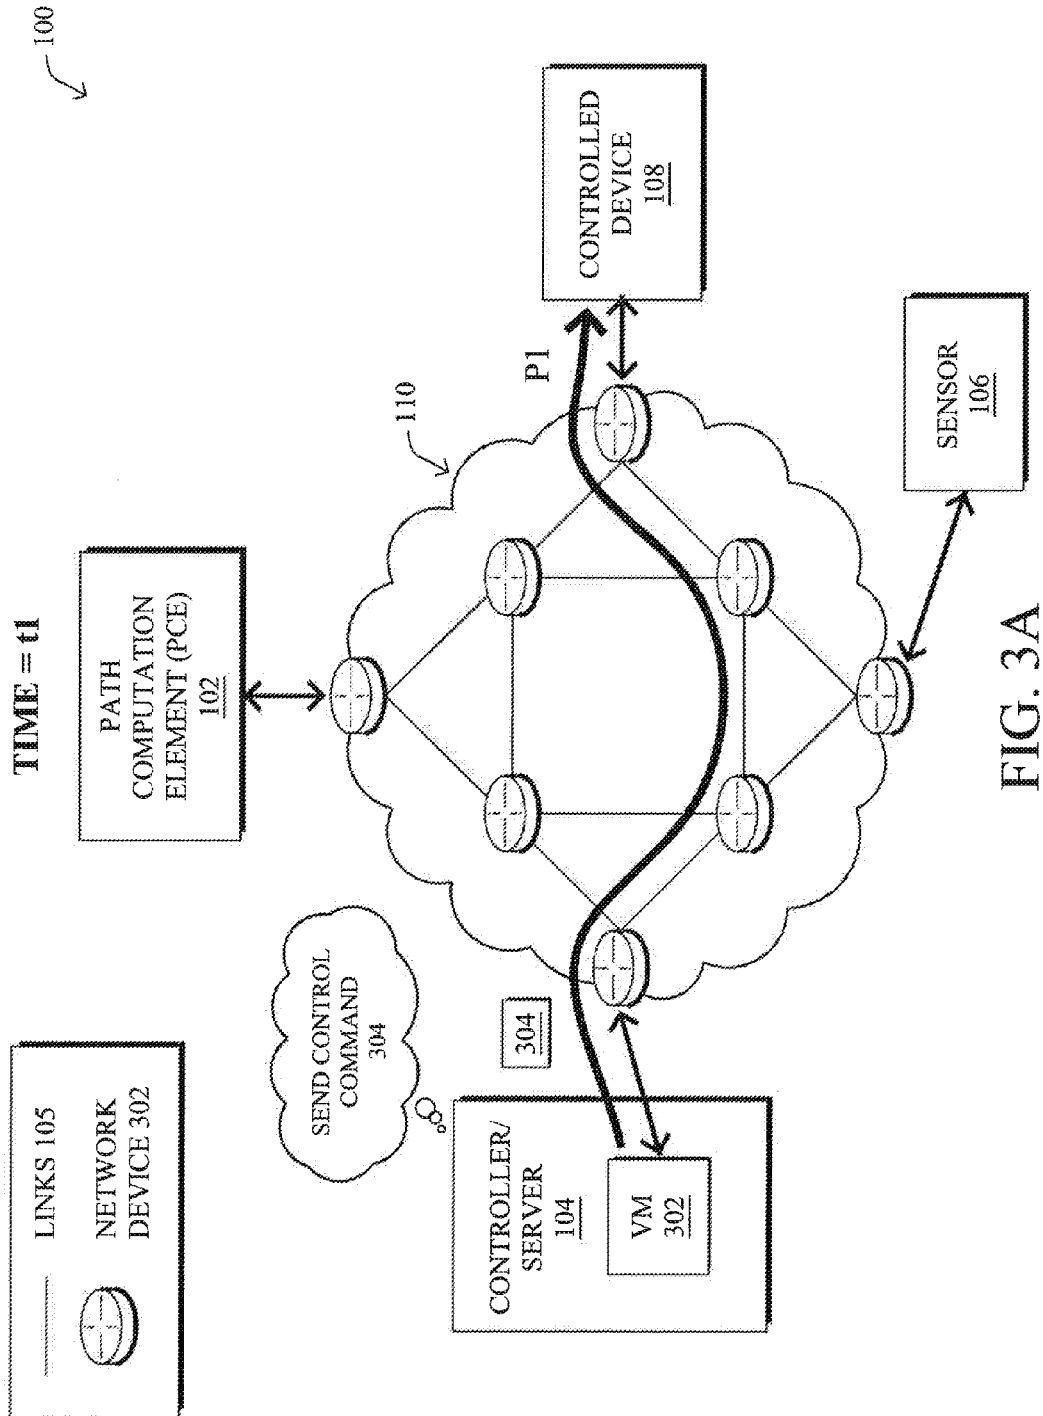 100
TIME = t1
LINKS 105
NETWORK
DEVICE 302
PATH
COMPUTATION
ELEMENT (PCE)
102
SEND CONTROL
COMMAND
304
110
CONTROLLER/
SERVER
104
VM
302
304
P1
CONTROLLED
DEVICE
108
SENSOR
106
FIG. 3A